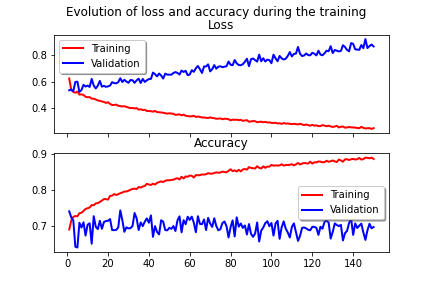 Evolution of loss and accuracy during the training
Loss
0.8
0.6
0.4
Training
Validation
Accuracy
0.9
0.8
0.7
Training
Validation
0 20 40 60 80 100 120 140